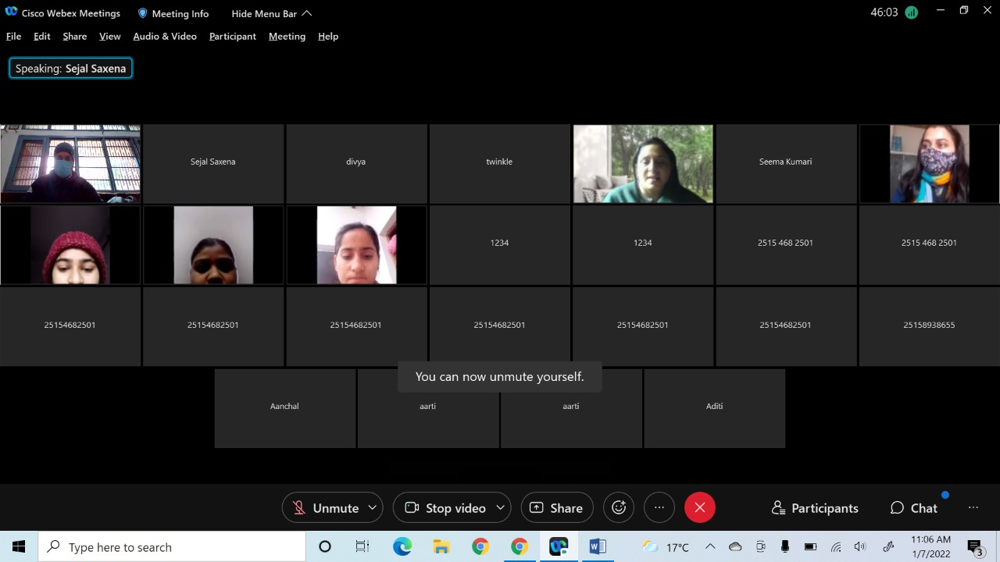 Cisco Webex Meetings Meeting Info Hide Menu Bar 46:03
File Edit Share View Audio & Video Participant Meeting Help
Speaking: Sejal Saxena
Sejal Saxena divya twinkle Seema Kumari
1234 1234 2515 468 2501 2515 468 2501
25154682501 25154682501 25154682501 25154682501 25154682501 25154682501 25158938655
You can now unmute yourself.
Aanchal aarti aarti Aditi
Unmute Stop video Share Participants Chat
Type here to search 17°C 11:06 AM
1/7/2022 3